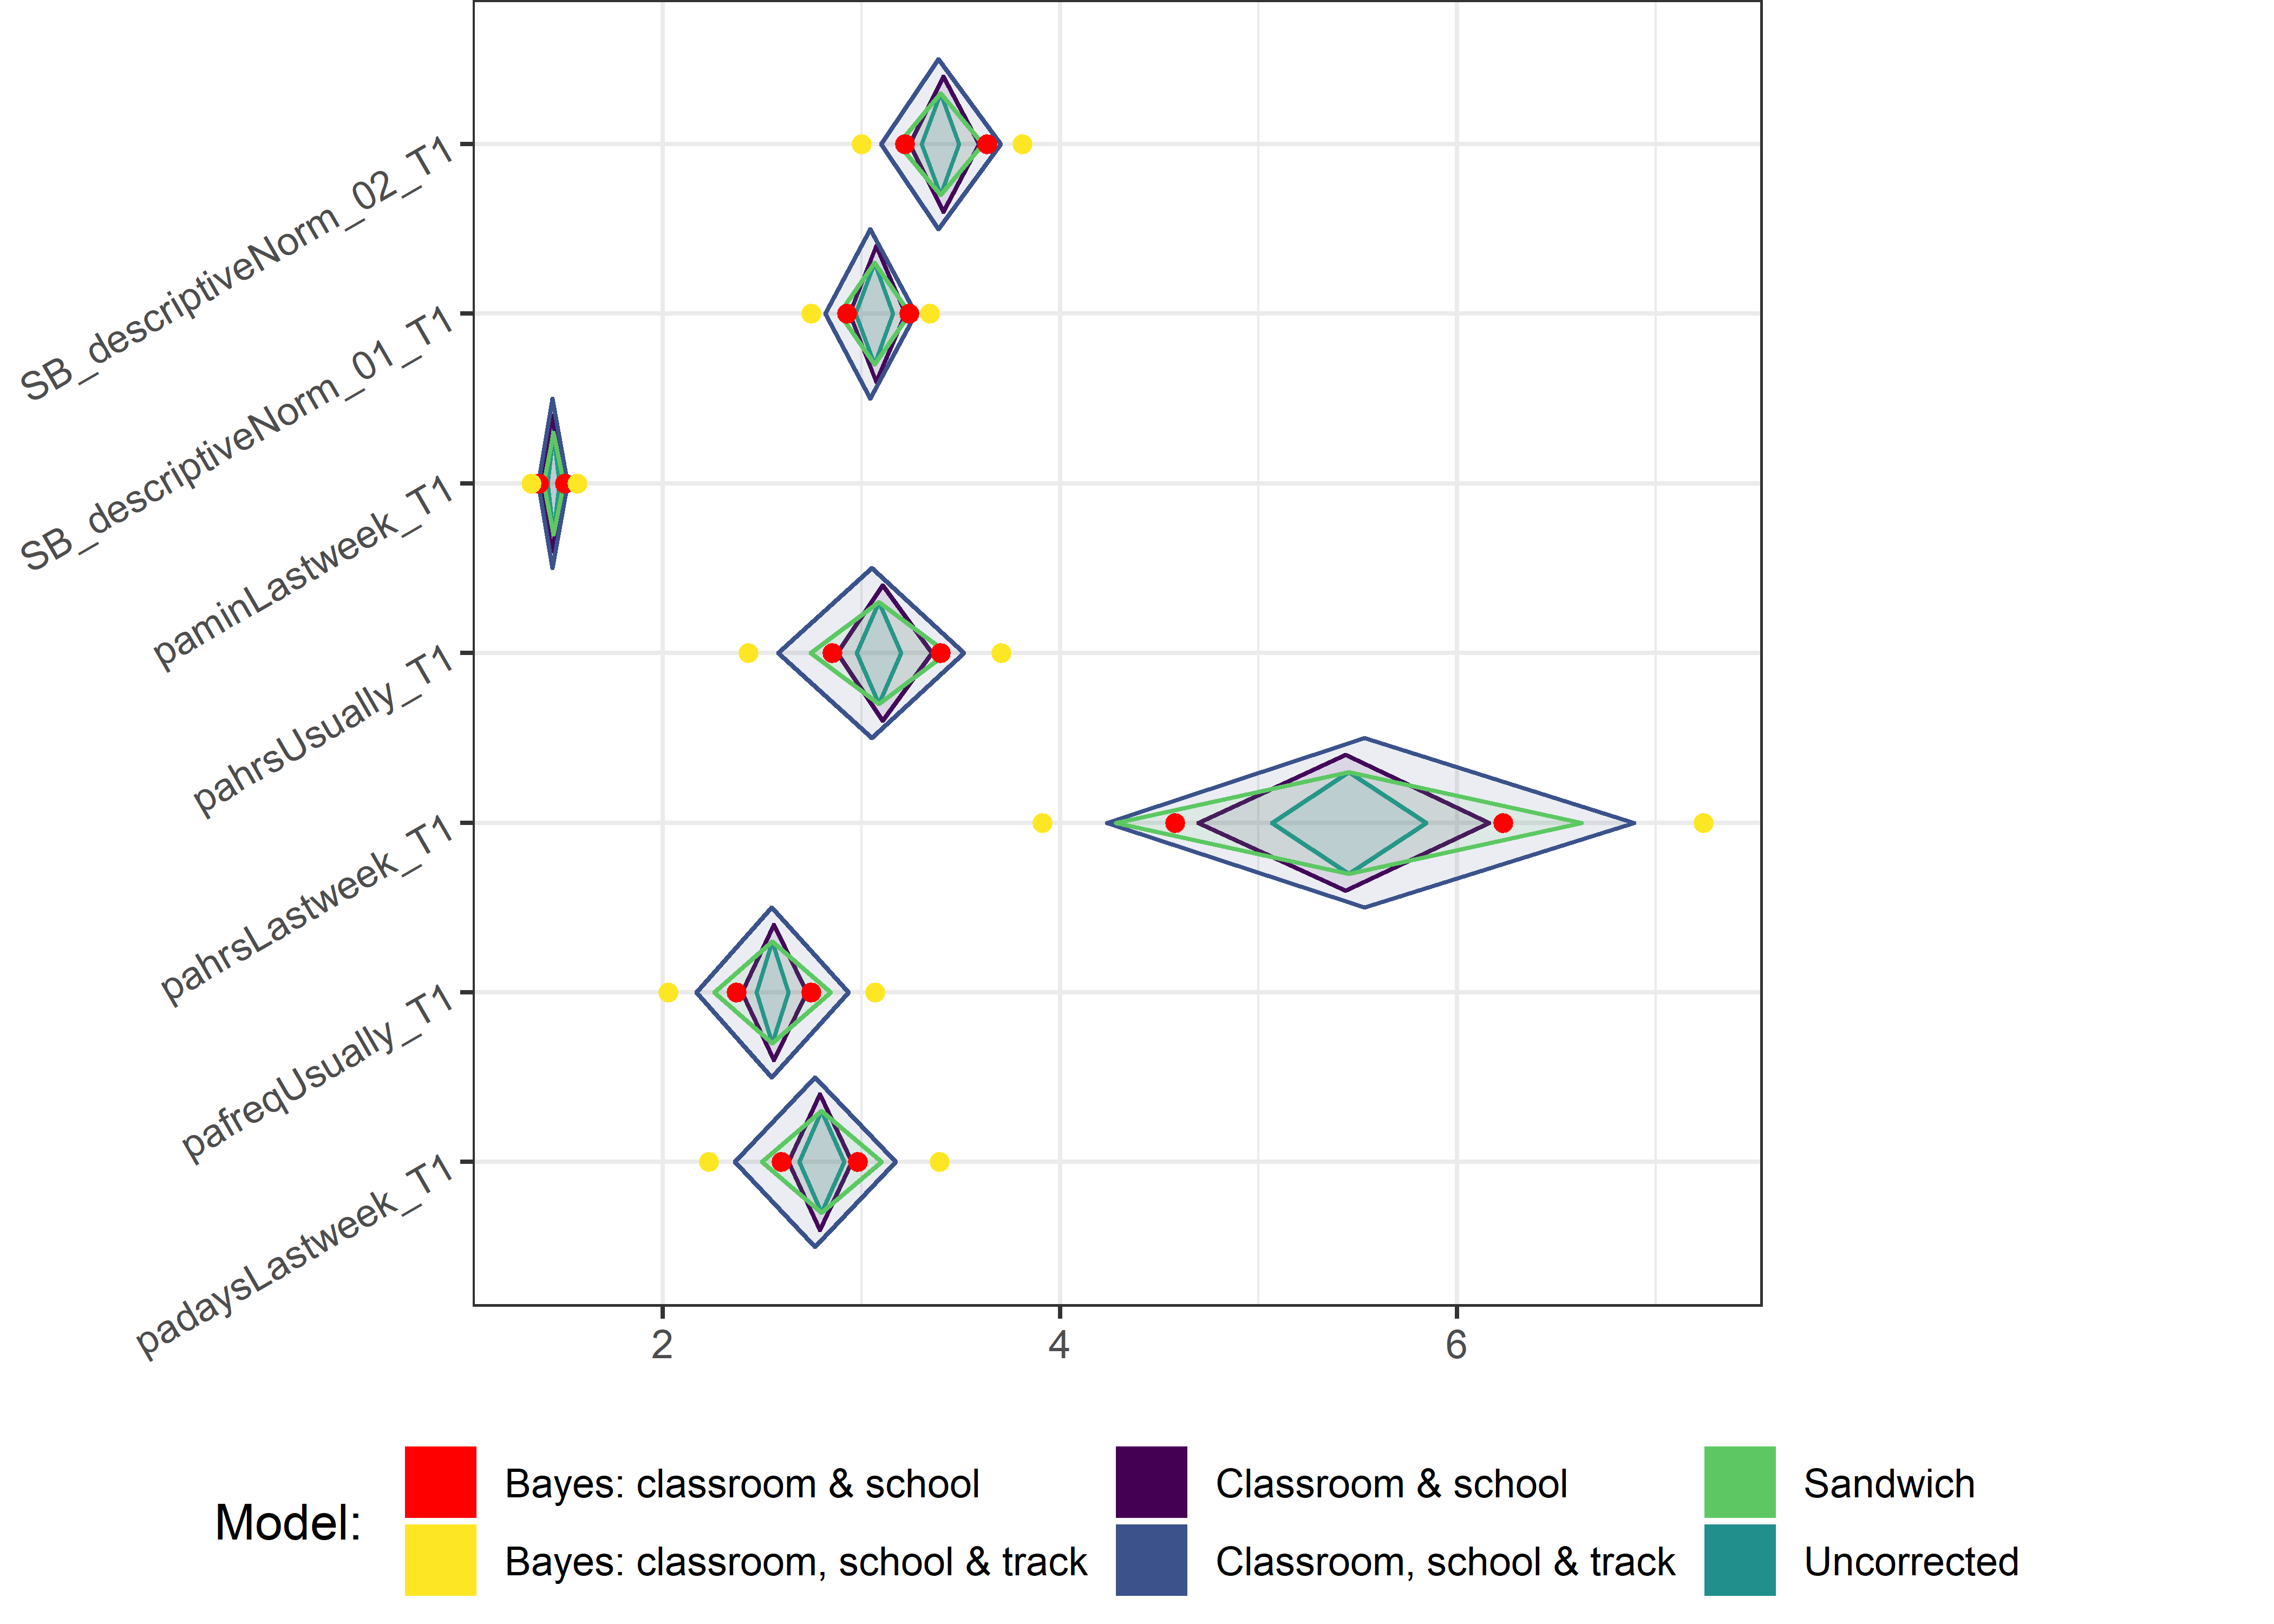 SB_descriptiveNorm_02_T1
SB_descriptiveNorm_01_T1
paminLastweek_T1
pahrsUsually_T1
pahrsLastweek_T1
pafreqUsually_T1
padaysLastweek_T1
2 4 6
Model:
Bayes: classroom & school
Classroom & school
Sandwich
Bayes: classroom, school & track
Classroom, school & track
Uncorrected